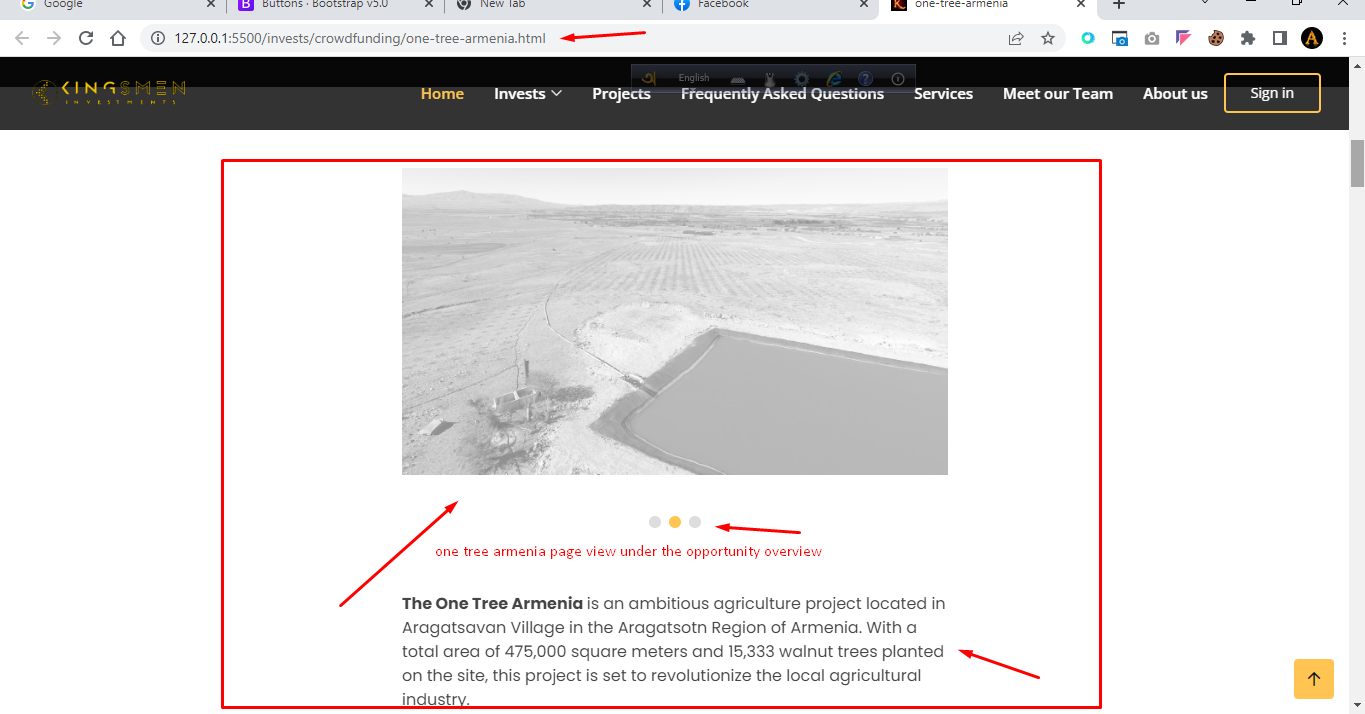 Google
Buttons · Bootstrap v5.0
New Tab
Facebook
one-tree-armenia
127.0.0.1:5500/invests/crowdfunding/one-tree-armenia.html
KINGSMEN
INVESTMENTS
English
Home Invests Projects Frequently Asked Questions Services Meet our Team About us Sign in
one tree armenia page view under the opportunity overview
The One Tree Armenia is an ambitious agriculture project located in
Aragatsavan Village in the Aragatsotn Region of Armenia. With a
total area of 475,000 square meters and 15,333 walnut trees planted
on the site, this project is set to revolutionize the local agricultural
industry.